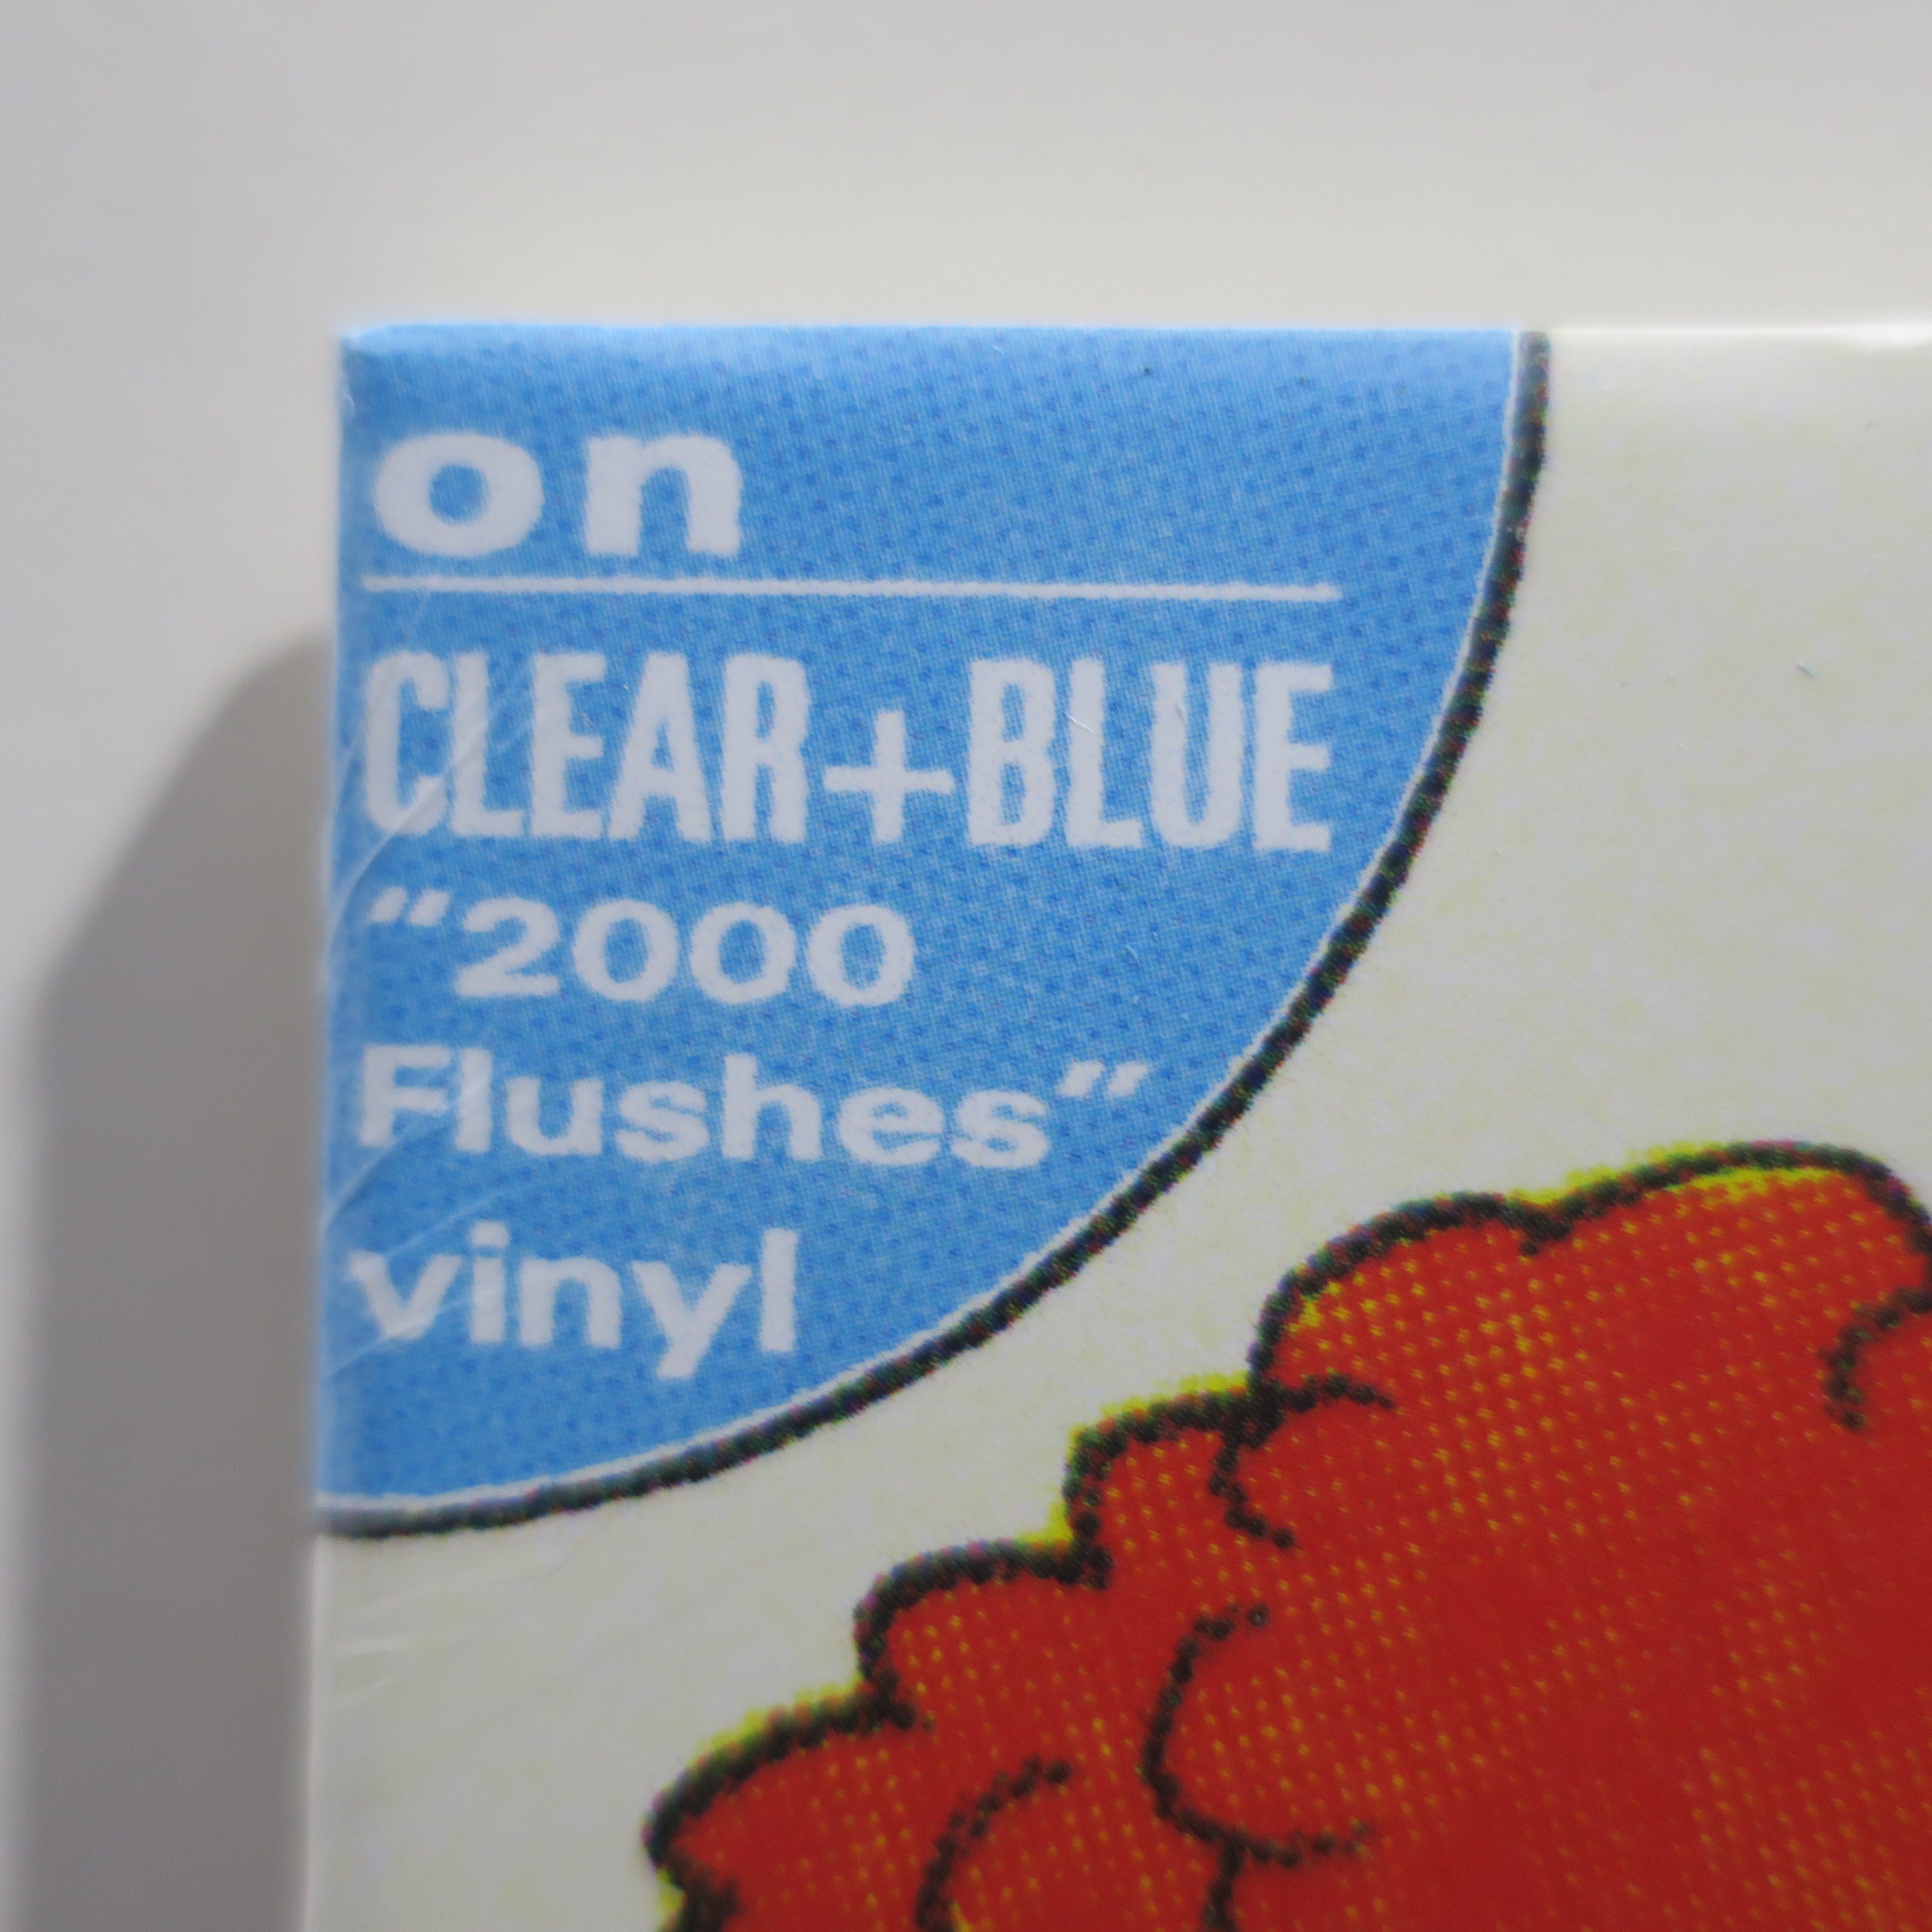 on
CLEAR+BLUE
“2000
Flushes”
vinyl